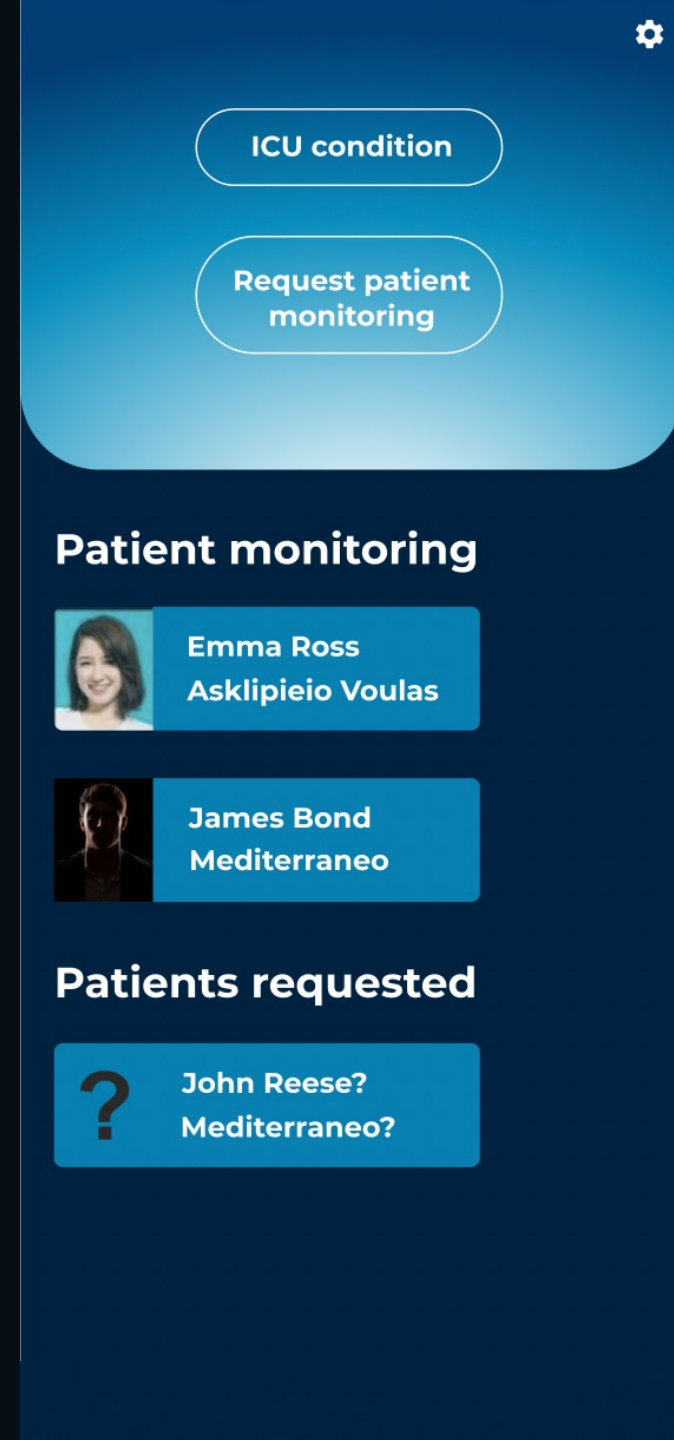 ICU condition
Request patient
monitoring
Patient monitoring
Emma Ross
Asklipieio Voulas
James Bond
Mediterraneo
Patients requested
?
John Reese?
Mediterraneo?